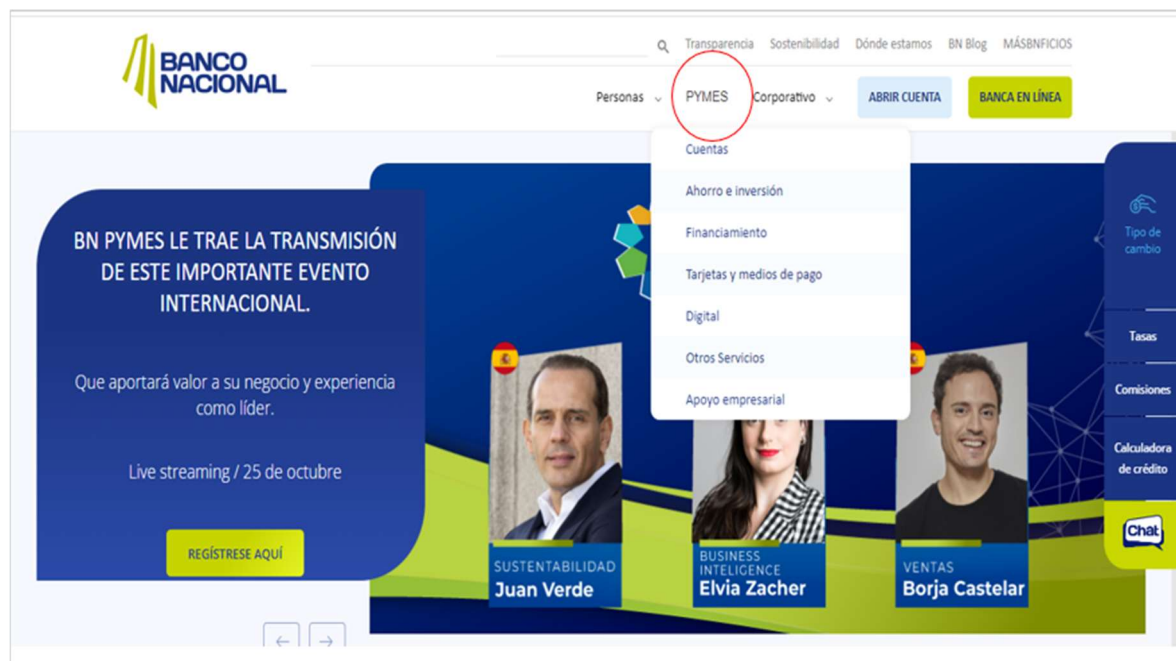 BANCO
NACIONAL
Transparencia Sostenibilidad Dónde estamos BN Blog MÁSBNFICIOS
Personas PYMES Corporativo ABRIR CUENTA BANCA EN LÍNEA
Cuentas
Ahorro e inversión
Financiamiento
Tarjetas y medios de pago
Digital
Otros Servicios
Apoyo empresarial
BN PYMES LE TRAE LA TRANSMISIÓN
DE ESTE IMPORTANTE EVENTO
INTERNACIONAL.
Que aportará valor a su negocio y experiencia
como líder.
Live streaming / 25 de octubre
REGÍSTRESE AQUÍ
SUSTENTABILIDAD
Juan Verde
BUSINESS
INTELIGENCE
Elvia Zacher
VENTAS
Borja Castelar
Tipo de
cambio
Tasas
Comisiones
Calculadora
de crédito
Chat